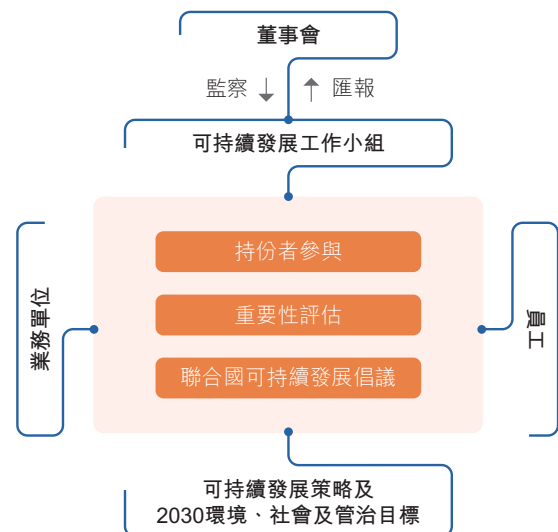 董事會
監察 ↓ ↑ 匯報
可持續發展工作小組
業務單位
持份者參與
重要性評估
聯合國可持續發展倡議
員工
可持續發展策略及
2030環境、社會及管治目標